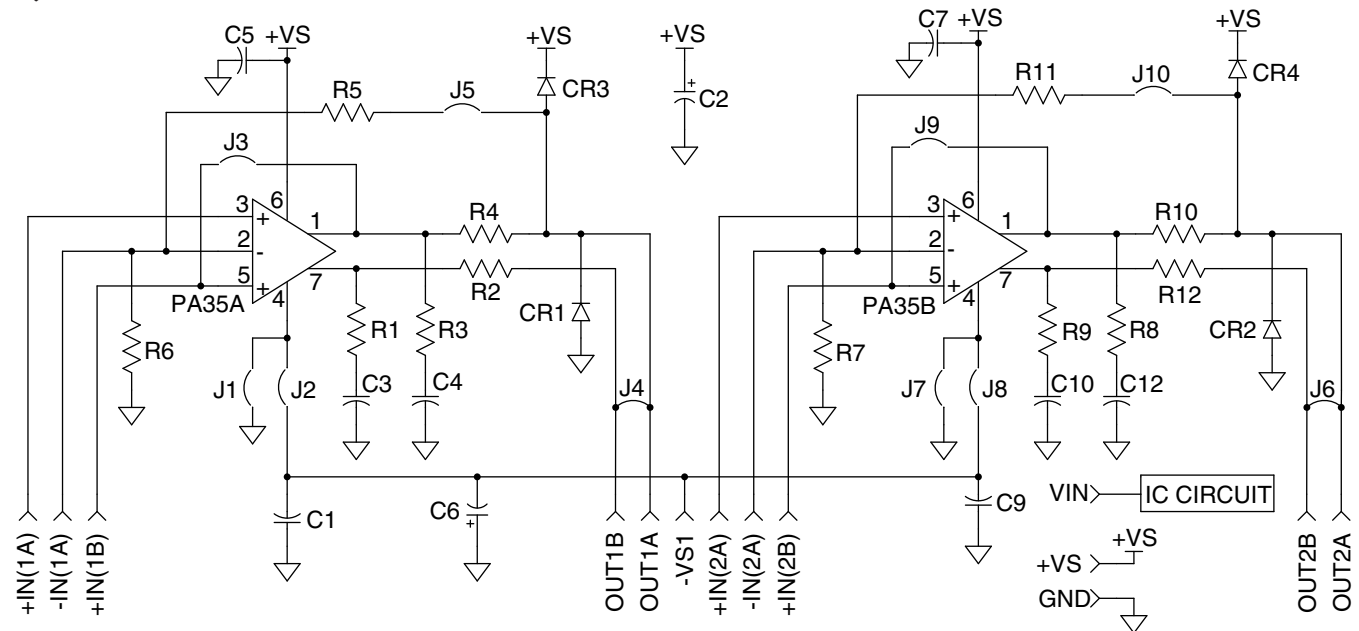 C5 +VS +VS +VS C7 +VS +VS
CR3 C2 CR4
R5 J5 R11 J10
J3 J9
6 6
3 + 1 R4 3 + 1 R10
2 - 2 -
5 + 7 R2 5 + 7 R12
PA35A 4 PA35B 4
CR1 CR2
R6 R1 R3 R7 R9 R8
J1 J2 C3 C4 J4 J7 J8 C10 C12 J6
C1 C6 + C9
VIN IC CIRCUIT
+VS +VS
GND
+IN(1A)
-IN(1A)
+IN(1B)
OUT1B
OUT1A
-VS1
+IN(2A)
-IN(2A)
+IN(2B)
OUT2B
OUT2A